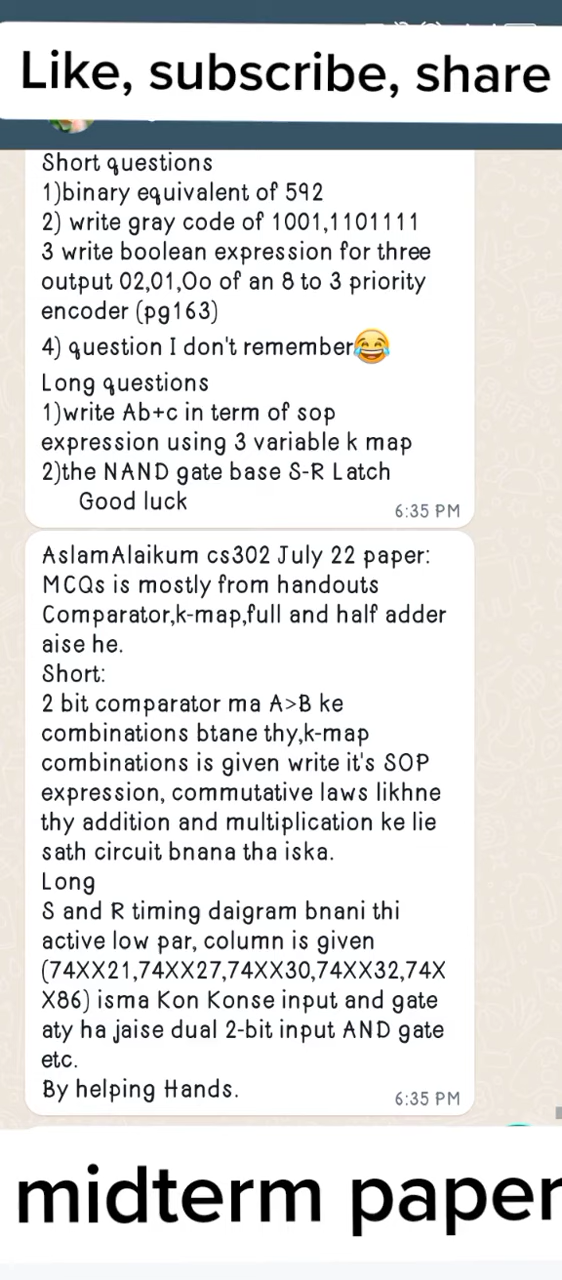 Like, subscribe, share
Short questions
1)binary equivalent of 592
2) write gray code of 1001,1101111
3 write boolean expression for three
output 02,01,Oo of an 8 to 3 priority
encoder (pg163)
4) question I don't remember😂
Long questions
1)write Ab+c in term of sop
expression using 3 variable k map
2)the NAND gate base S-R Latch
Good luck
6:35 PM
AslamAlaikum cs302 July 22 paper:
MCQs is mostly from handouts
Comparator,k-map,full and half adder
aise he.
Short:
2 bit comparator ma A>B ke
combinations btane thy,k-map
combinations is given write it's SOP
expression, commutative laws likhne
thy addition and multiplication ke lie
sath circuit bnana tha iska.
Long
S and R timing daigram bnani thi
active low par, column is given
(74XX21,74XX27,74XX30,74XX32,74X
X86) isma Kon Konse input and gate
aty ha jaise dual 2-bit input AND gate
etc.
By helping Hands.
6:35 PM
midterm paper